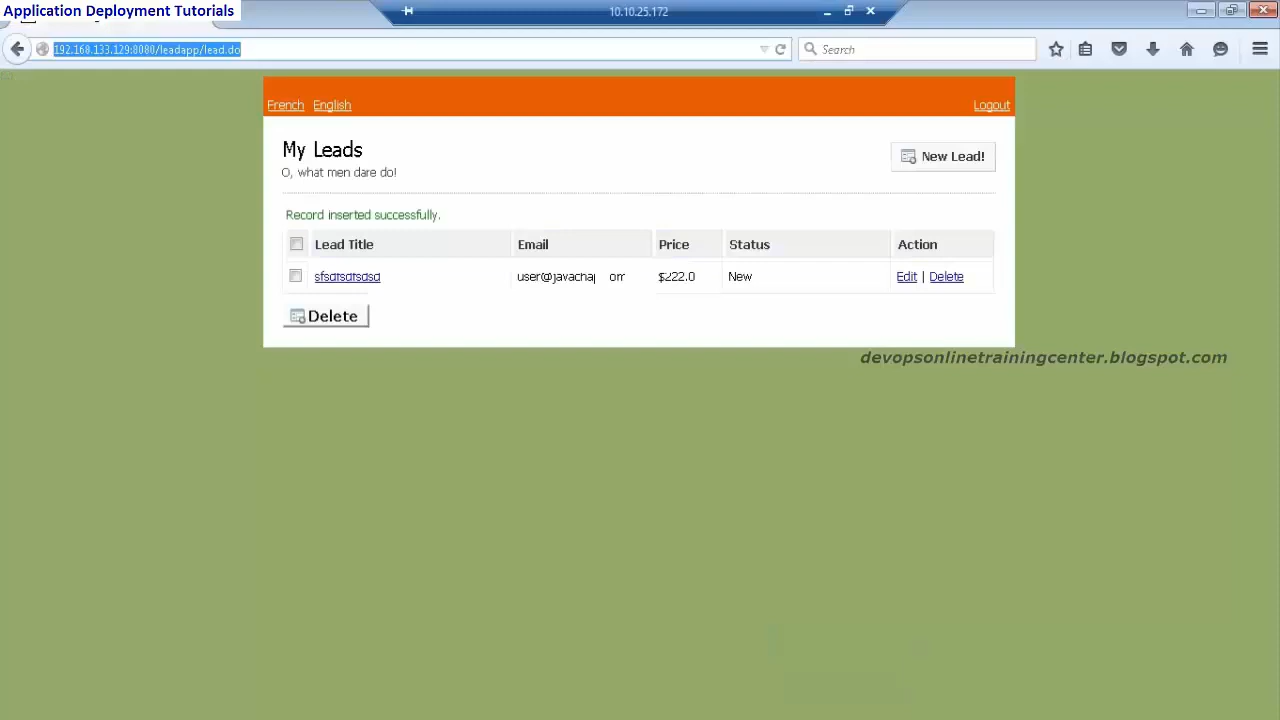 Application Deployment Tutorials
10.10.25.172
192.168.133.129:8080/leadapp/lead.do
Search
French English Logout
My Leads
New Lead!
O, what men dare do!
Record inserted successfully.
Lead Title Email Price Status Action
$222.0 New Edit | Delete
Delete
devopsonlinetrainingcenter.blogspot.com